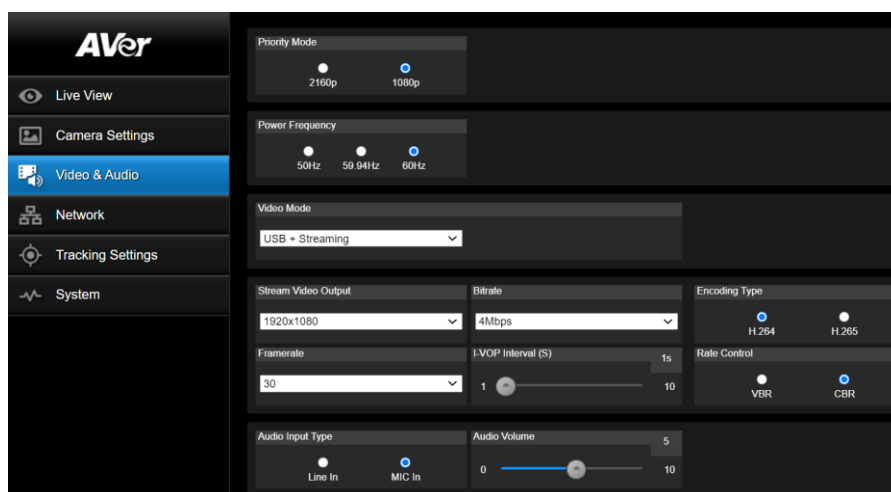 AVer
Live View
Camera Settings
Video & Audio
Network
Tracking Settings
System
Priority Mode
2160p 1080p
Power Frequency
50Hz 59.94Hz 60Hz
Video Mode
USB + Streaming
Stream Video Output Bitrate Encoding Type
1920x1080 4Mbps H.264 H.265
Framerate I-VOP Interval (S) 1s Rate Control
30 1 10 VBR CBR
Audio Input Type Audio Volume 5
Line In MIC In 0 10